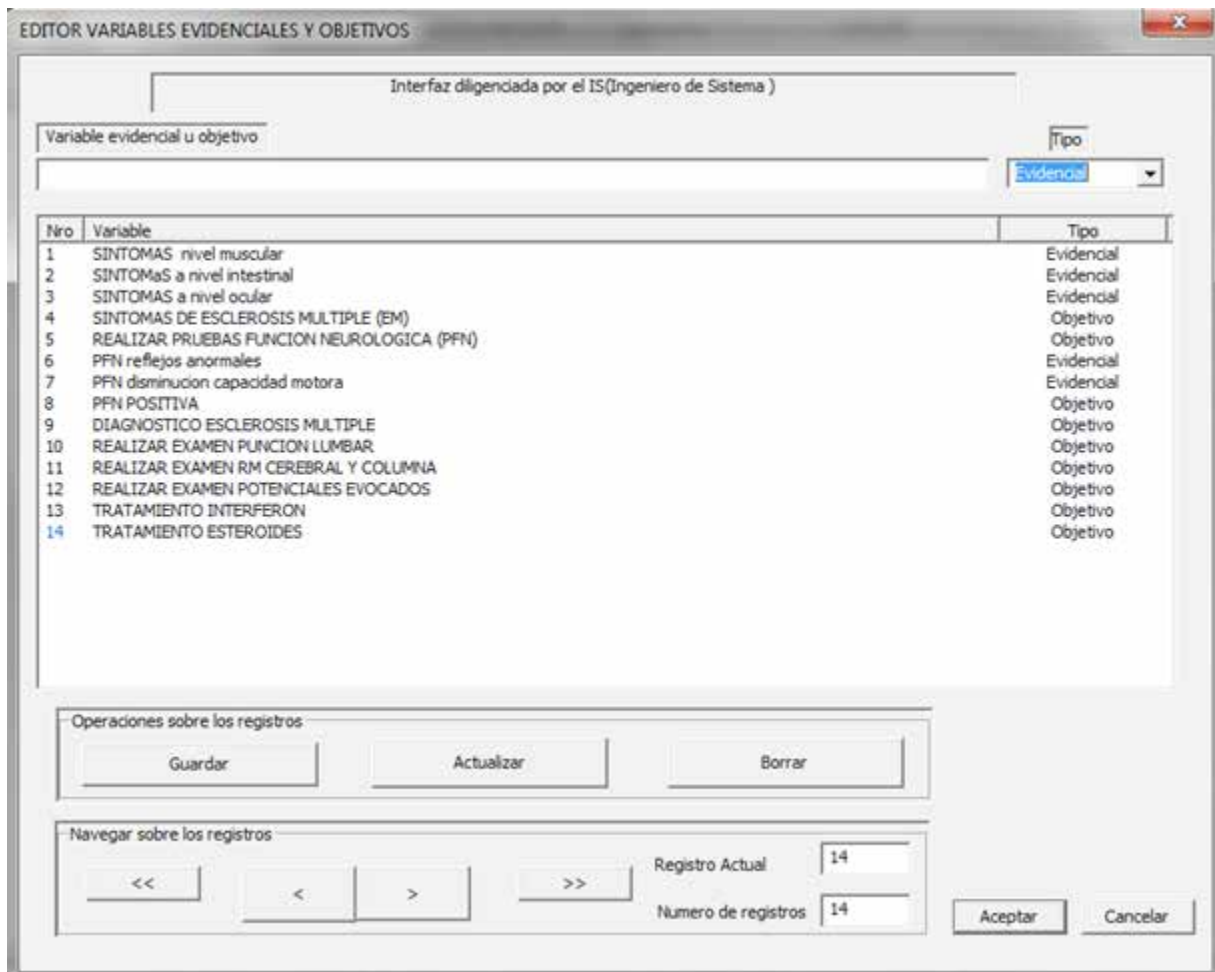 EDITOR VARIABLES EVIDENCIALES Y OBJETIVOS
x
Interfaz diligenciada por el IS(Ingeniero de Sistema )
Variable evidencial u objetivo
Tipo
Evidencial
Nro Variable Tipo
1 SINTOMAS nivel muscular Evidencial
2 SINTOMaS a nivel intestinal Evidencial
3 SINTOMAS a nivel ocular Evidencial
4 SINTOMAS DE ESCLEROSIS MULTIPLE (EM) Objetivo
5 REALIZAR PRUEBAS FUNCION NEUROLOGICA (PFN) Objetivo
6 PFN reflejos anormales Evidencial
7 PFN disminucion capacidad motora Evidencial
8 PFN POSITIVA Objetivo
9 DIAGNOSTICO ESCLEROSIS MULTIPLE Objetivo
10 REALIZAR EXAMEN PUNCION LUMBAR Objetivo
11 REALIZAR EXAMEN RM CEREBRAL Y COLUMNA Objetivo
12 REALIZAR EXAMEN POTENCIALES EVOCADOS Objetivo
13 TRATAMIENTO INTERFERON Objetivo
14 TRATAMIENTO ESTEROIDES Objetivo
Operaciones sobre los registros
Guardar Actualizar Borrar
Navegar sobre los registros
<< < > >>
Registro Actual 14
Numero de registros 14
Aceptar Cancelar